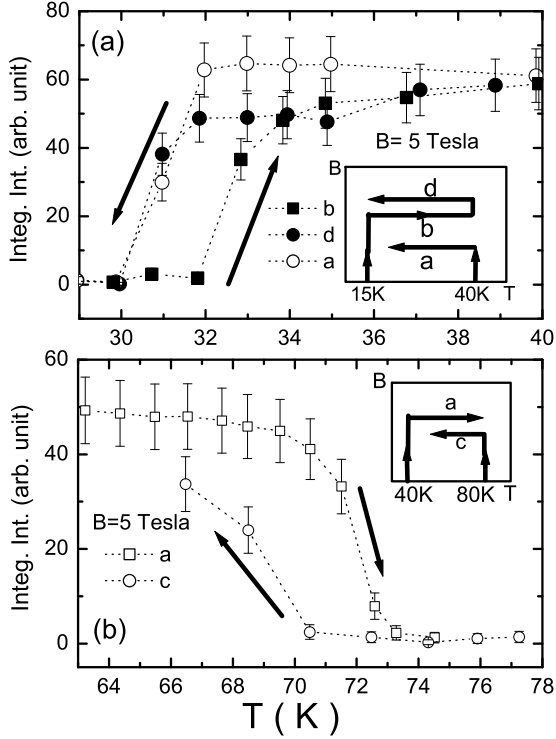 80
(a)
60
40
20
0
Integ. Int. (arb. unit)
B= 5 Tesla
b
d
a
B
d
b
a
15K
40K
T
30
32
34
36
38
40
60
40
20
0
Integ. Int. (arb. unit)
B=5 Tesla
a
c
(b)
B
a
c
40K
80K
T
64
66
68
70
72
74
76
78
T ( K )